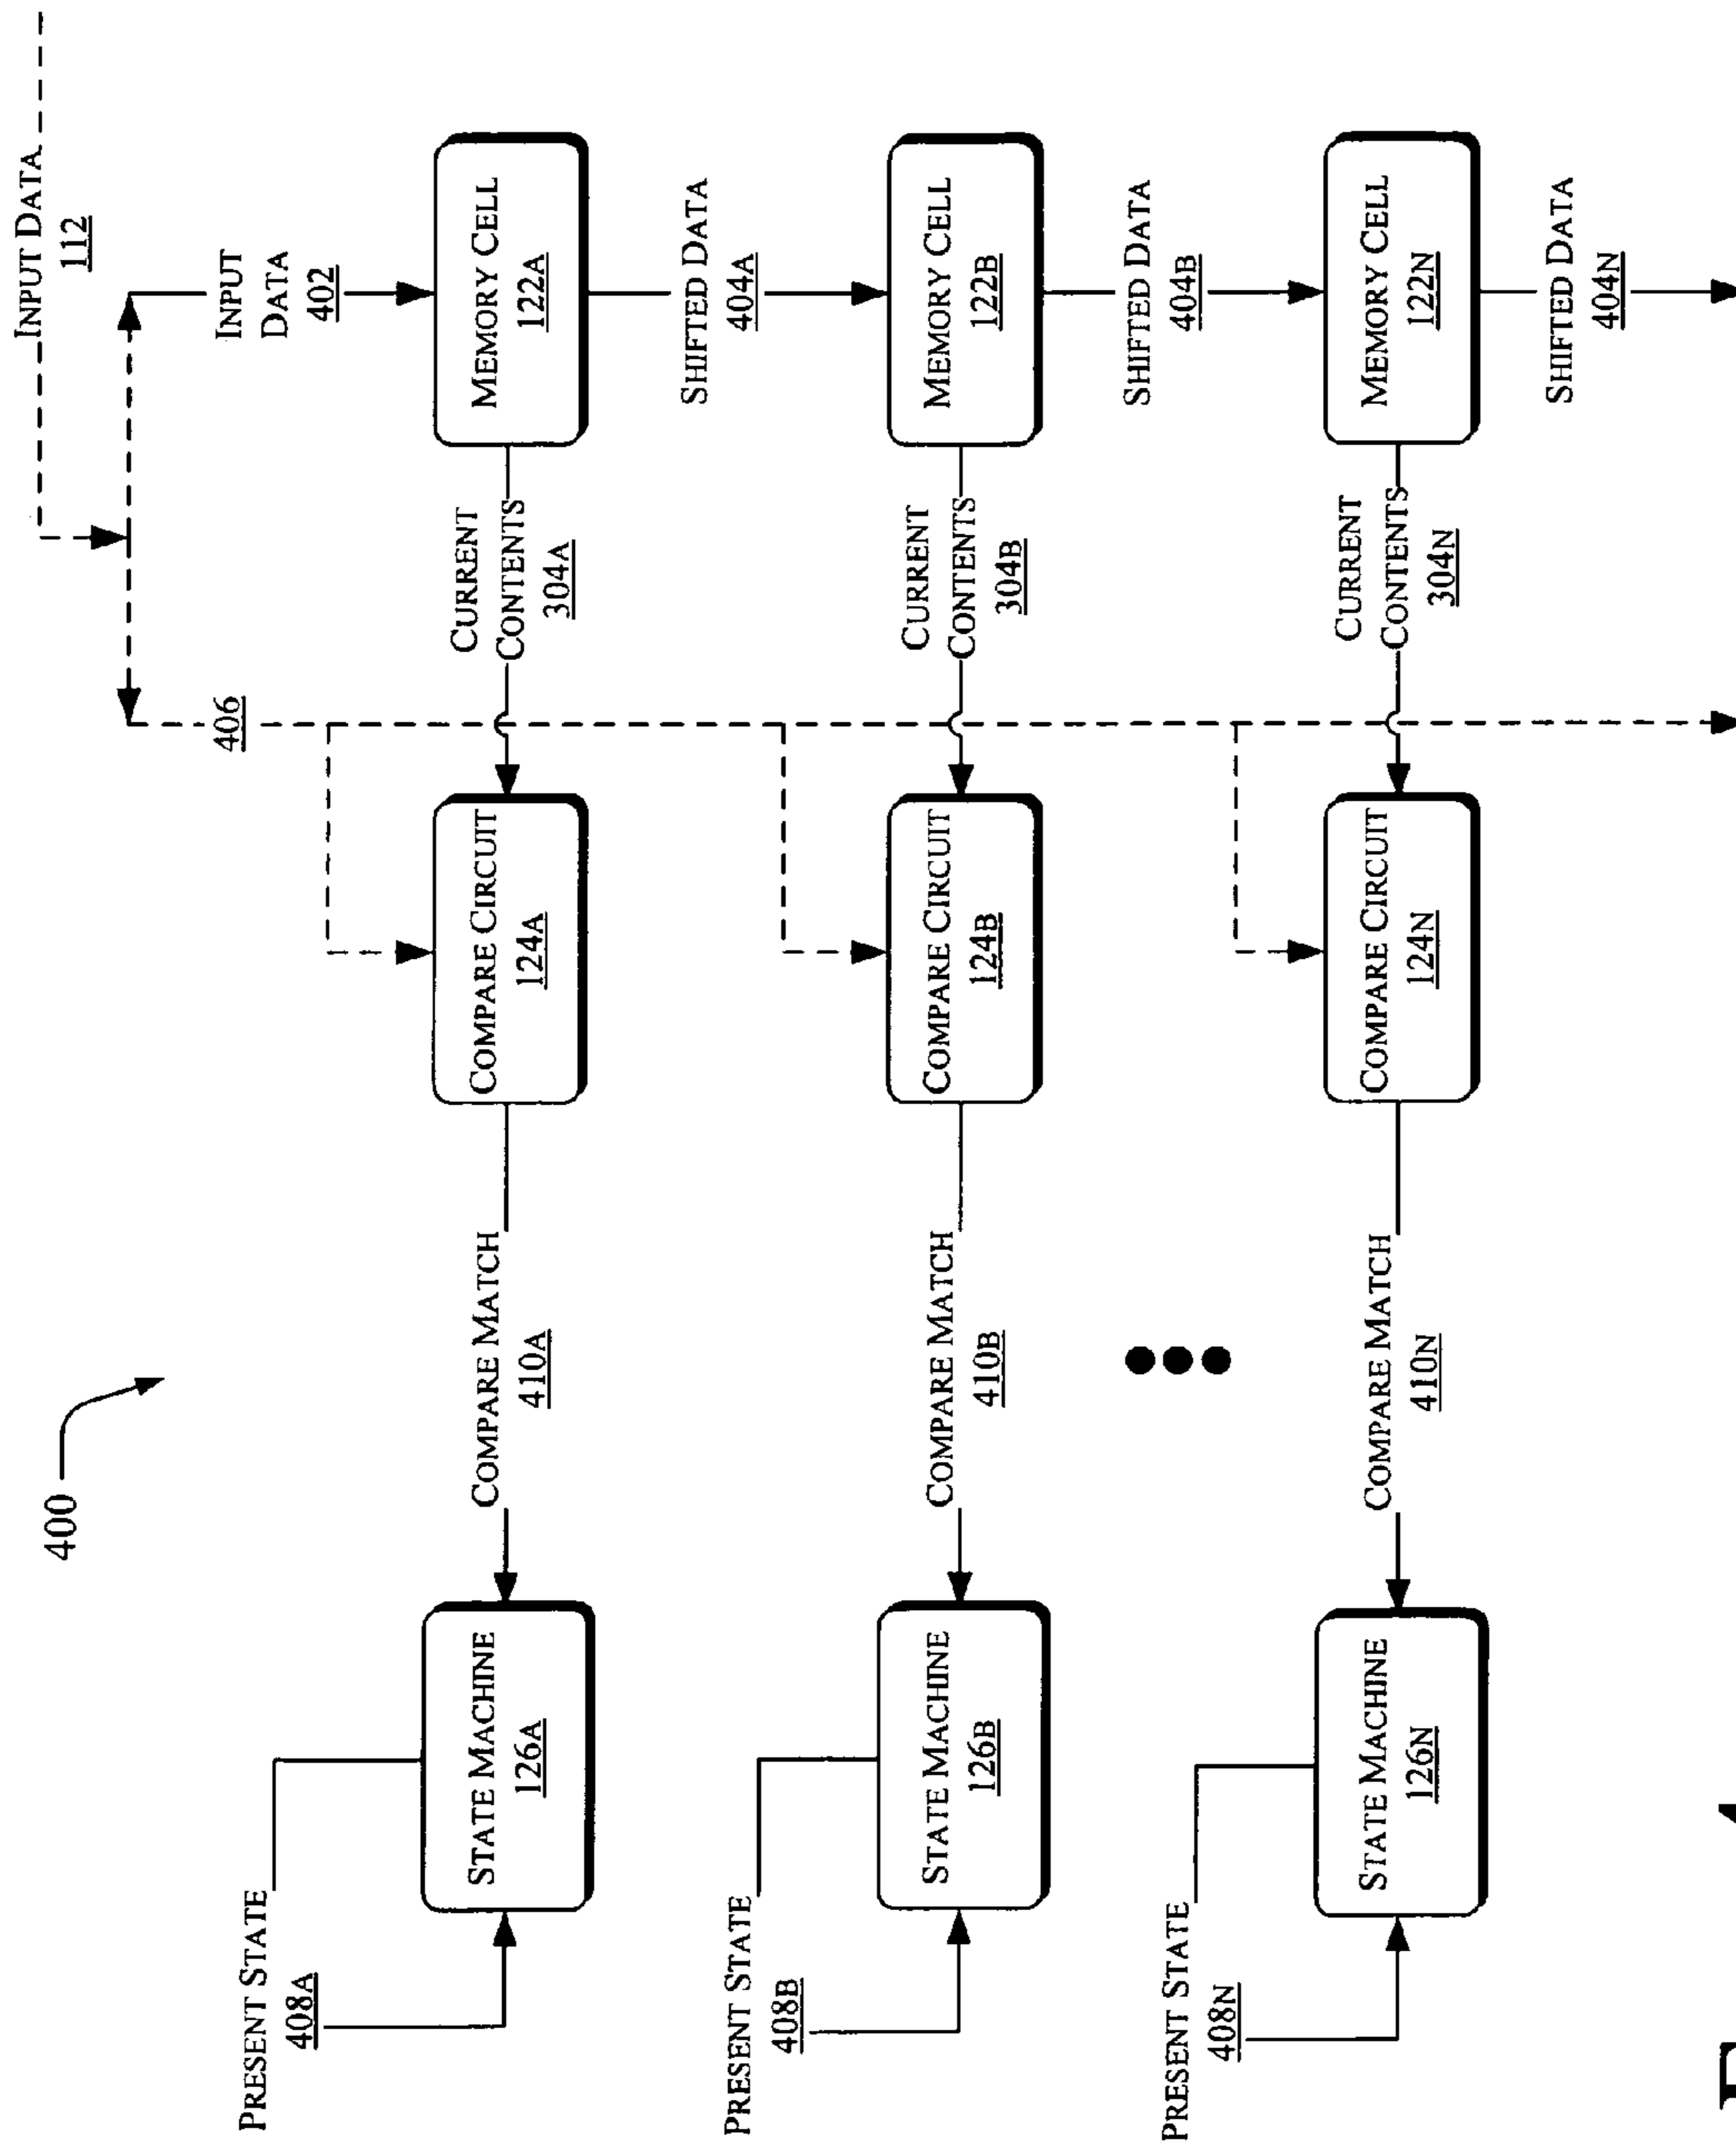 400
INPUT DATA
112
406
INPUT
DATA
402
PRESENT STATE
408A
STATE MACHINE
126A
COMPARE MATCH
410A
COMPARE CIRCUIT
124A
CURRENT
CONTENTS
304A
MEMORY CELL
122A
SHIFTED DATA
404A
PRESENT STATE
408B
STATE MACHINE
126B
COMPARE MATCH
410B
COMPARE CIRCUIT
124B
CURRENT
CONTENTS
304B
MEMORY CELL
122B
SHIFTED DATA
404B
PRESENT STATE
408N
STATE MACHINE
126N
COMPARE MATCH
410N
COMPARE CIRCUIT
124N
CURRENT
CONTENTS
304N
MEMORY CELL
122N
SHIFTED DATA
404N